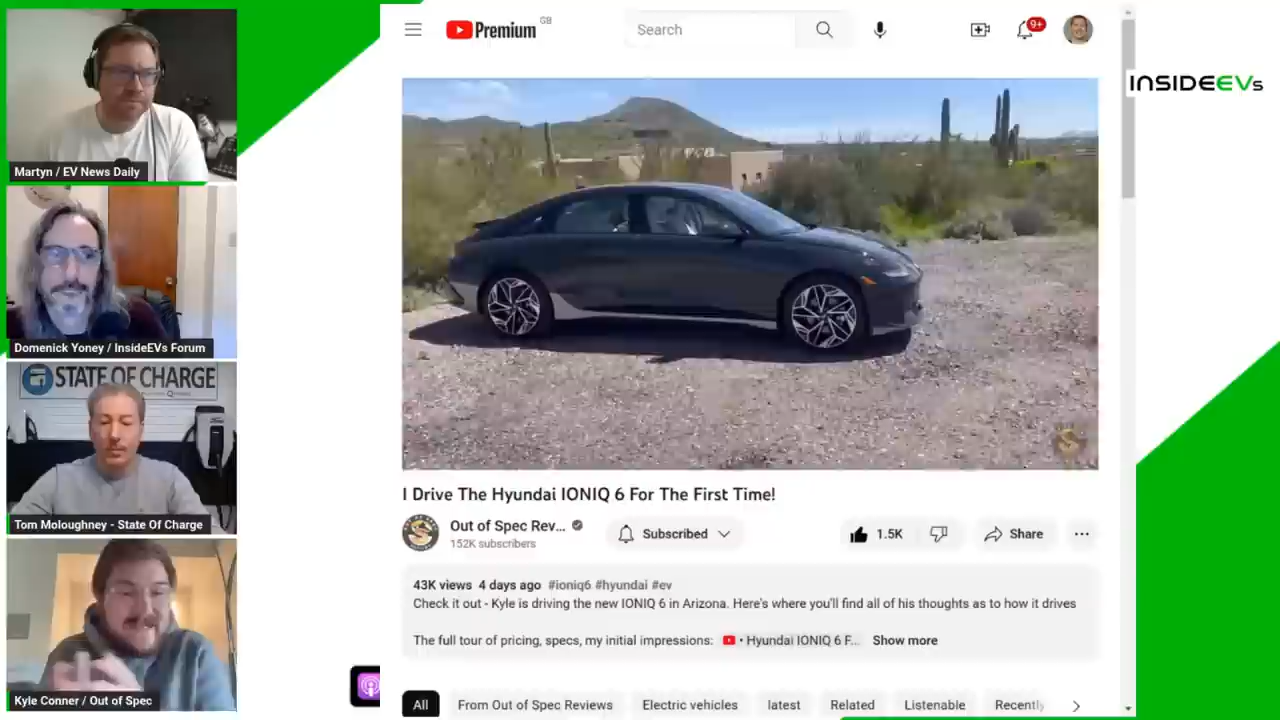 Martyn / EV News Daily
Domenick Yoney / InsideEVs Forum
STATE OF CHARGE
Tom Moloughney - State Of Charge
Kyle Conner / Out of Spec
Premium GB
Search
9+
INSIDEEVs
I Drive The Hyundai IONIQ 6 For The First Time!
Out of Spec Rev...
152K subscribers
Subscribed
1.5K
Share
43K views 4 days ago #ioniq6 #hyundai #ev
Check it out - Kyle is driving the new IONIQ 6 in Arizona. Here's where you'll find all of his thoughts as to how it drives
The full tour of pricing, specs, my initial impressions: • Hyundai IONIQ 6 F... Show more
All From Out of Spec Reviews Electric vehicles latest Related Listenable Recently